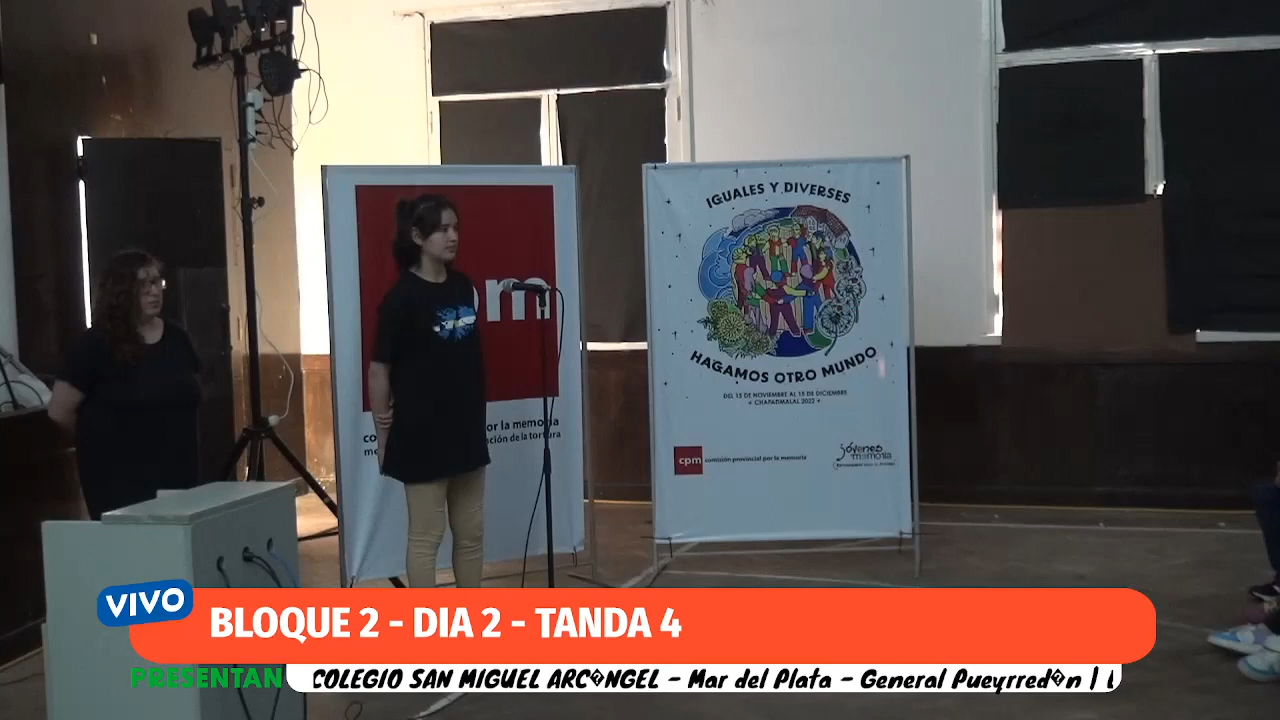 pm
por la memoria
ción de la tortura
IGUALES Y DIVERSES
HAGAMOS OTRO MUNDO
DEL 15 DE NOVIEMBRE AL 15 DE DICIEMBRE
CHAPADMALAL 2022
cpm comisión provincial por la memoria
jóvenes y memoria
VIVO
BLOQUE 2 - DIA 2 - TANDA 4
PRESENTAN
COLEGIO SAN MIGUEL ARC�NGEL - Mar del Plata - General Pueyrred�n |